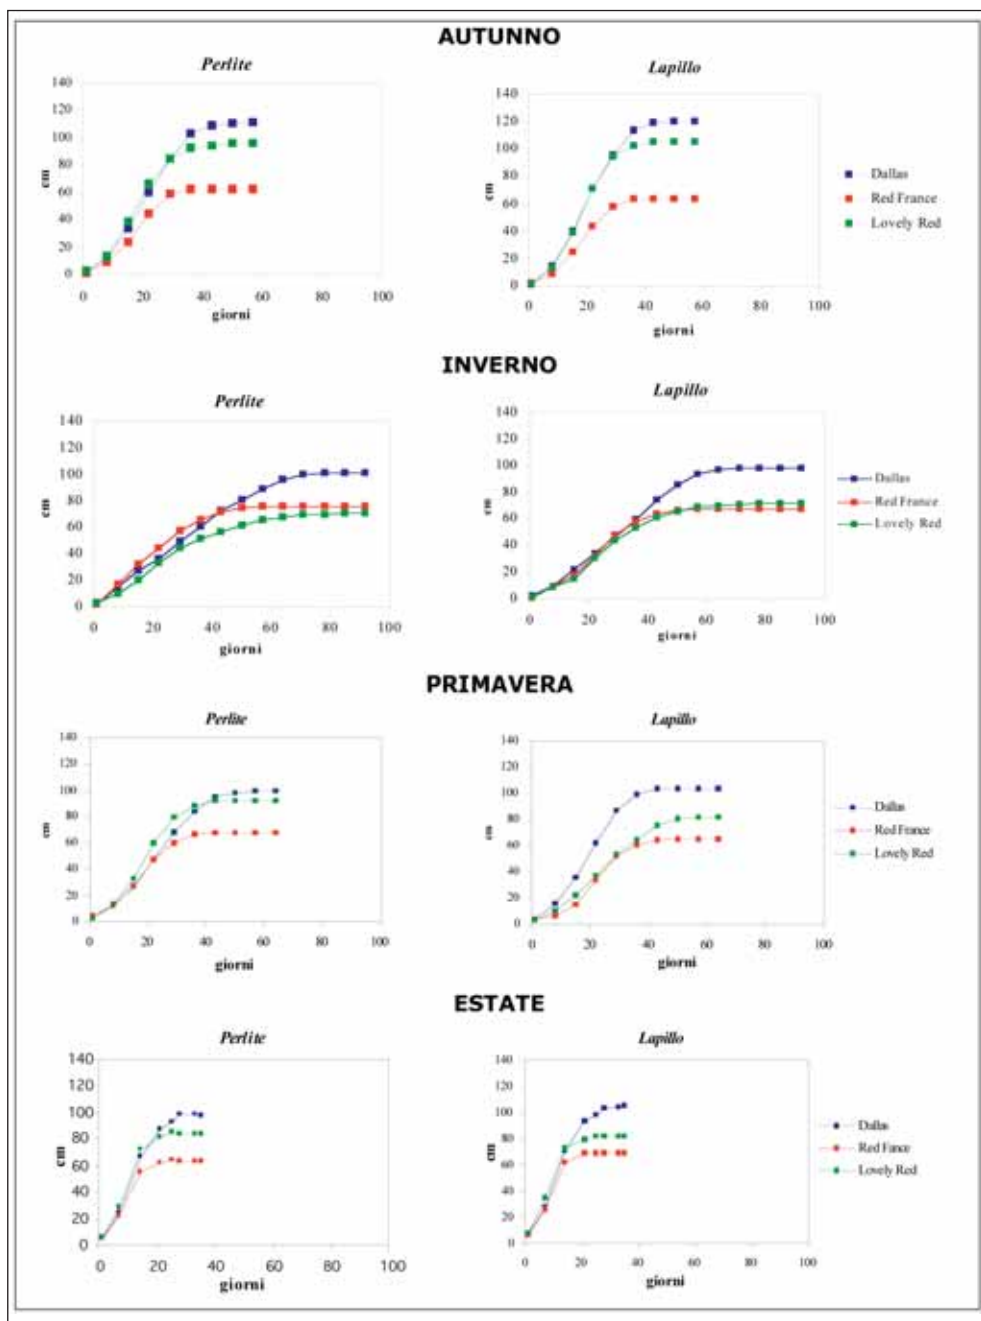 AUTUNNO
Perlite
140
120
100
80
60
40
20
0
cm
0 20 40 60 80 100
giorni
Lapillo
140
120
100
80
60
40
20
0
cm
0 20 40 60 80 100
giorni
Dallas
Red France
Lovely Red
INVERNO
Perlite
140
120
100
80
60
40
20
0
cm
0 20 40 60 80 100
giorni
Lapillo
140
120
100
80
60
40
20
0
cm
0 20 40 60 80 100
giorni
Dallas
Red France
Lovely Red
PRIMAVERA
Perlite
140
120
100
80
60
40
20
0
cm
0 20 40 60 80 100
giorni
Lapillo
140
120
100
80
60
40
20
0
cm
0 20 40 60 80 100
giorni
Dallas
Red France
Lovely Red
ESTATE
Perlite
140
120
100
80
60
40
20
0
cm
0 20 40 60 80 100
giorni
Lapillo
140
120
100
80
60
40
20
0
cm
0 20 40 60 80 100
giorni
Dallas
Red Fance
Lovely Red